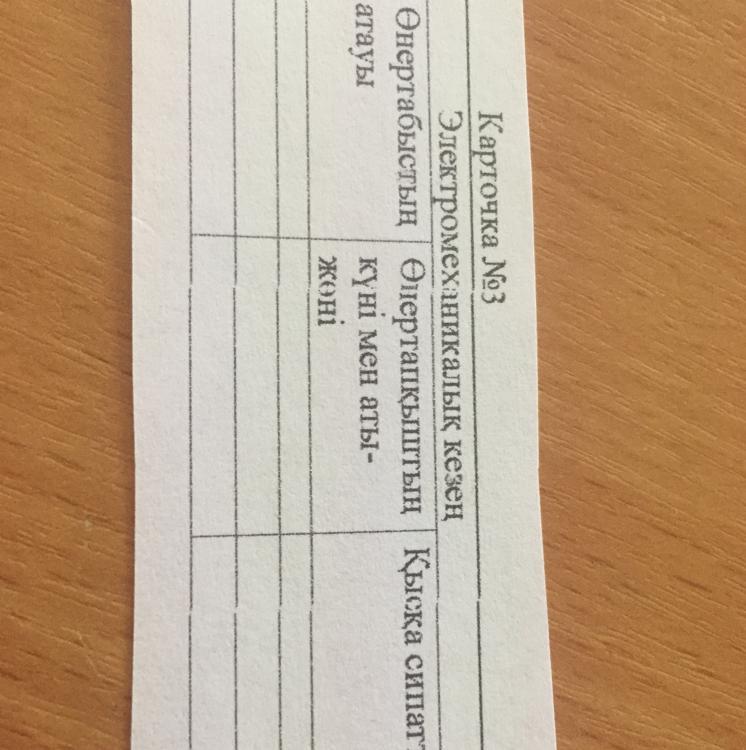 Карточка №3
Электромеханикалық кезең
Өнертабыстың
атауы
Өнертапқыштың
күні мен аты-
жөні
Қысқа сипат